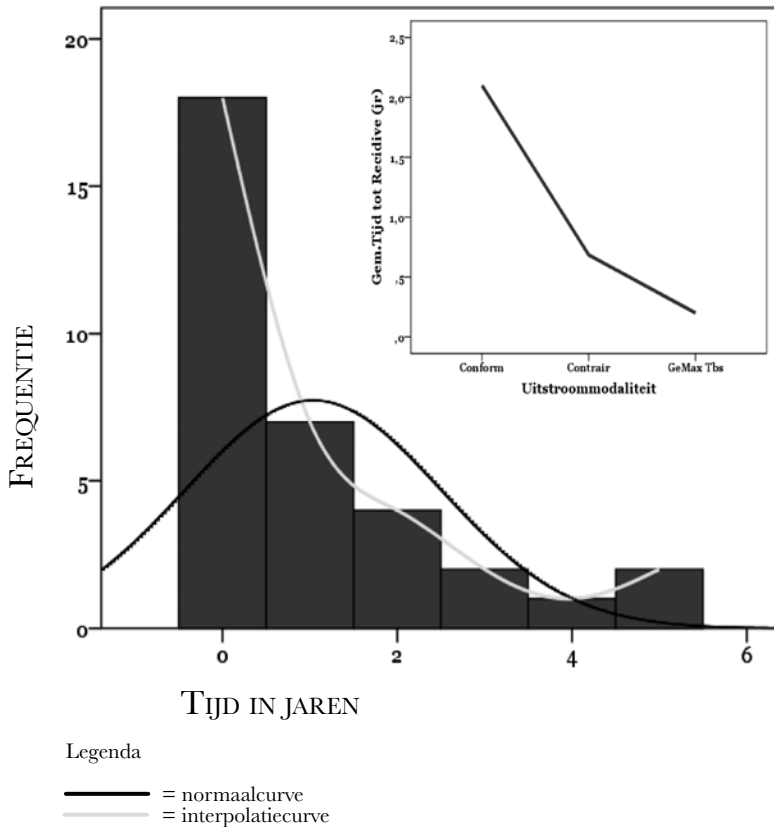 20
15
10
5
0
FREQUENTIE
0 2 4 6
TIJD IN JAREN
2,5
2,0
1,5
1,0
,5
,0
Gem.Tijd tot Recidive (jr)
Conform Contrair GeMax Tbs
Uitstroommodaliteit
Legenda
= normaalcurve
= interpolatiecurve